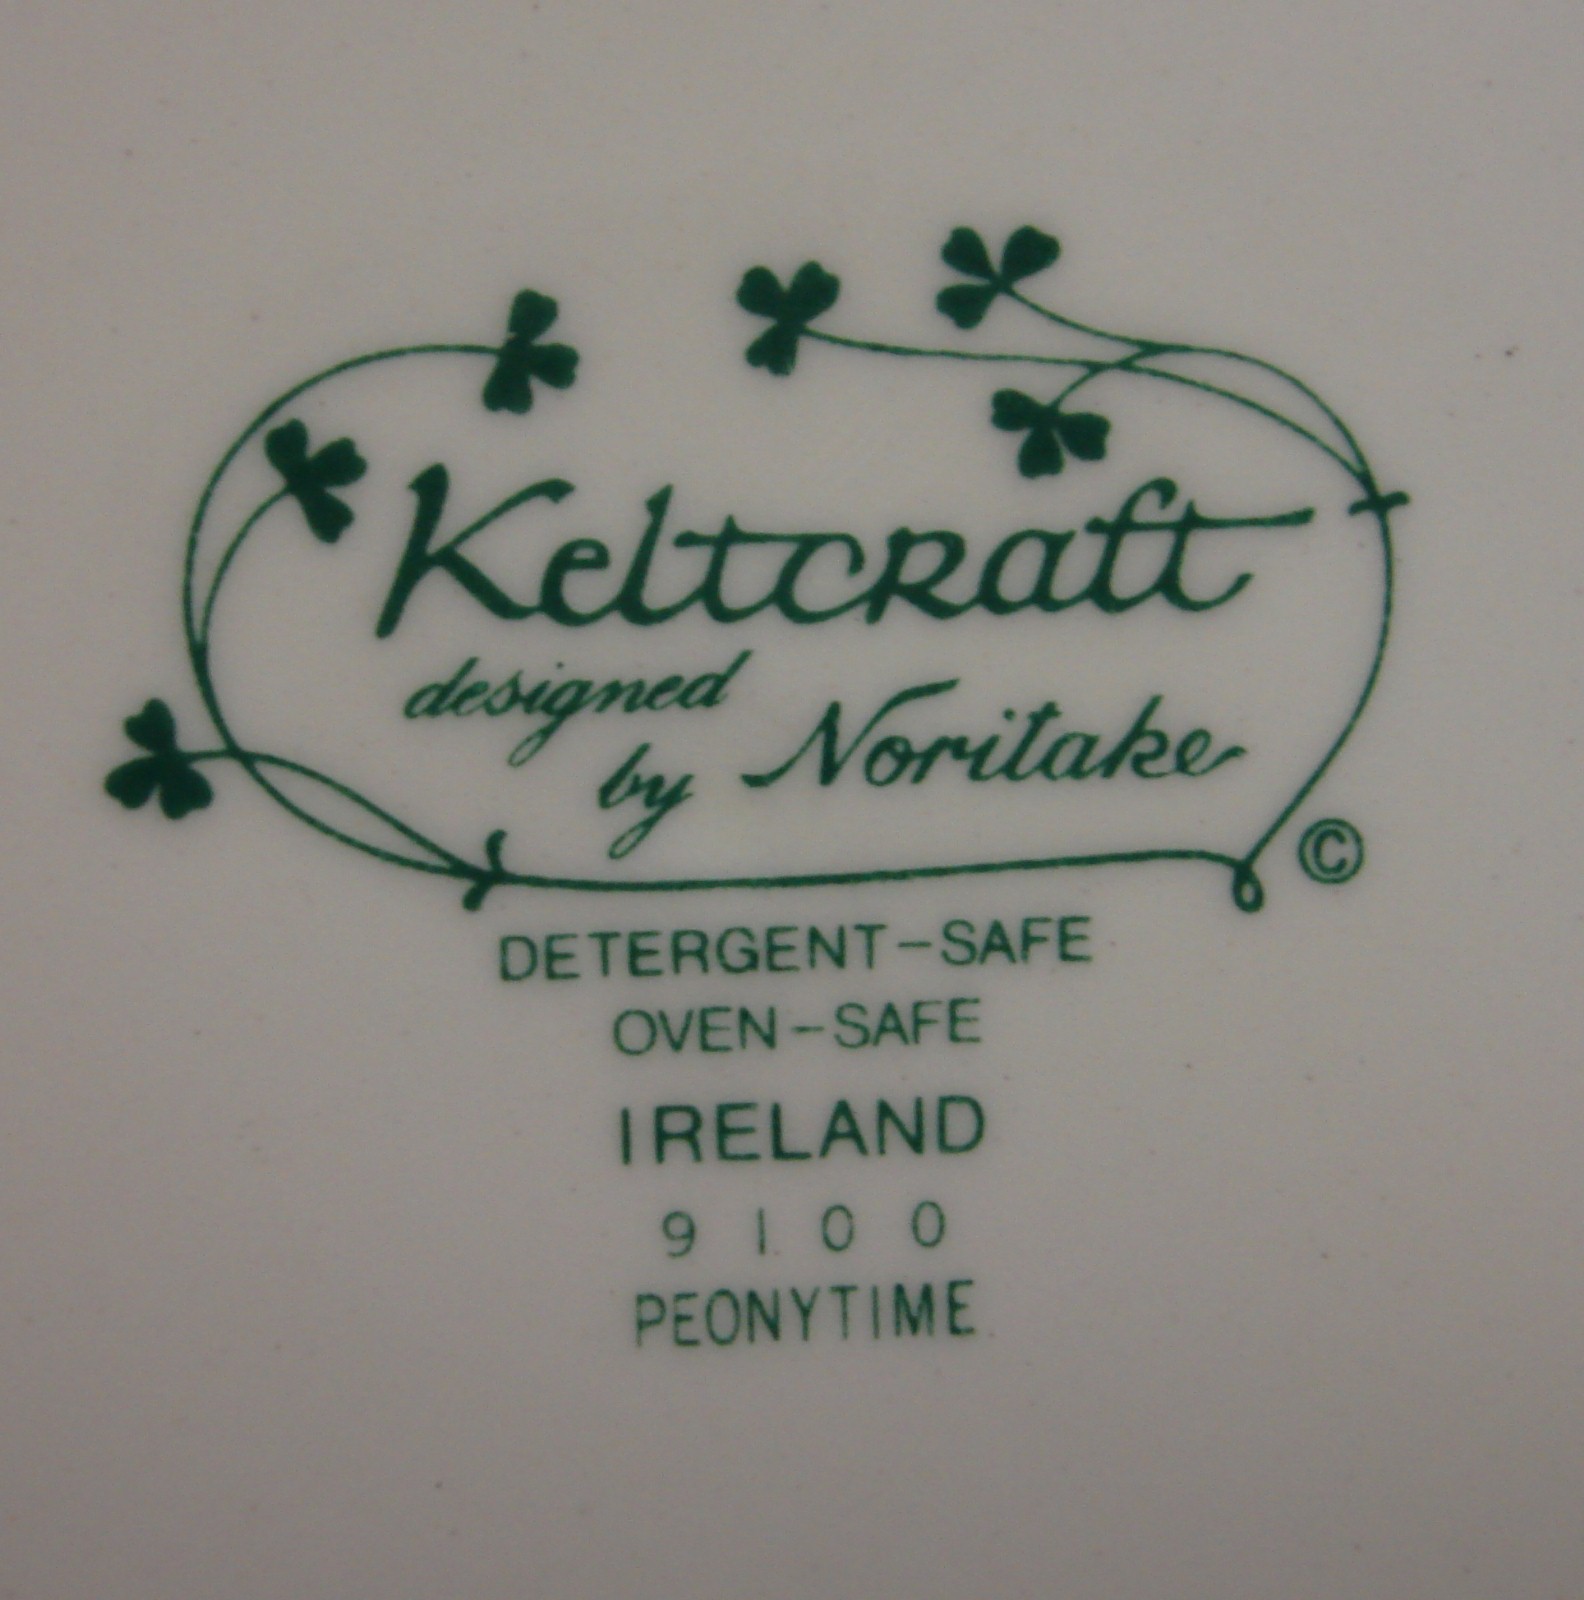 Keltcraft
designed
by Noritake
©
DETERGENT-SAFE
OVEN-SAFE
IRELAND
9100
PEONYTIME